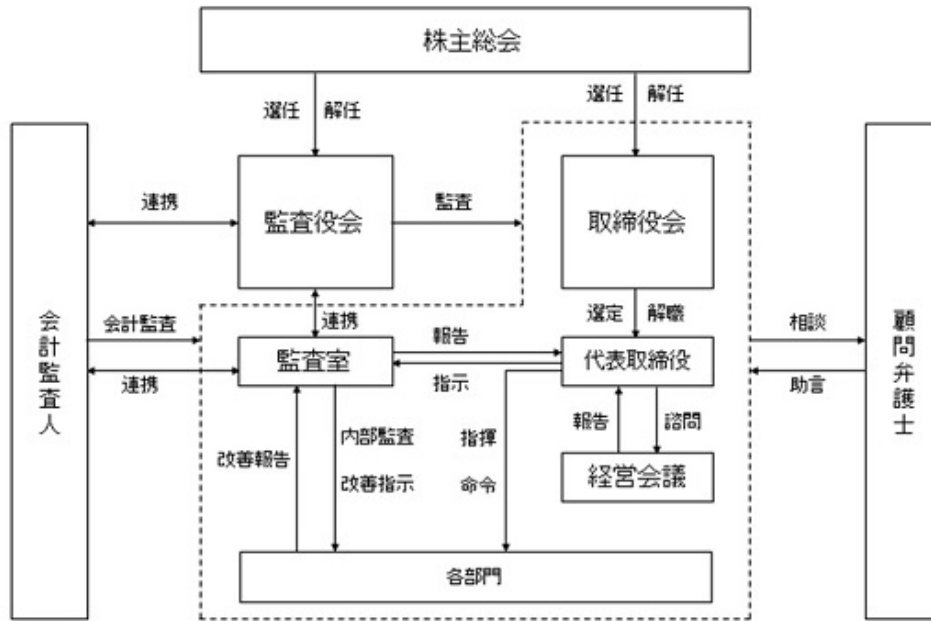 株主総会
選任 解任
選任 解任
連携
監査役会
監査
取締役会
会計監査人
会計監査
連携
連携
監査室
報告
指示
選定 解職
代表取締役
相談
助言
顧問弁護士
改善報告
内部監査
改善指示
指揮
命令
報告
諮問
経営会議
各部門